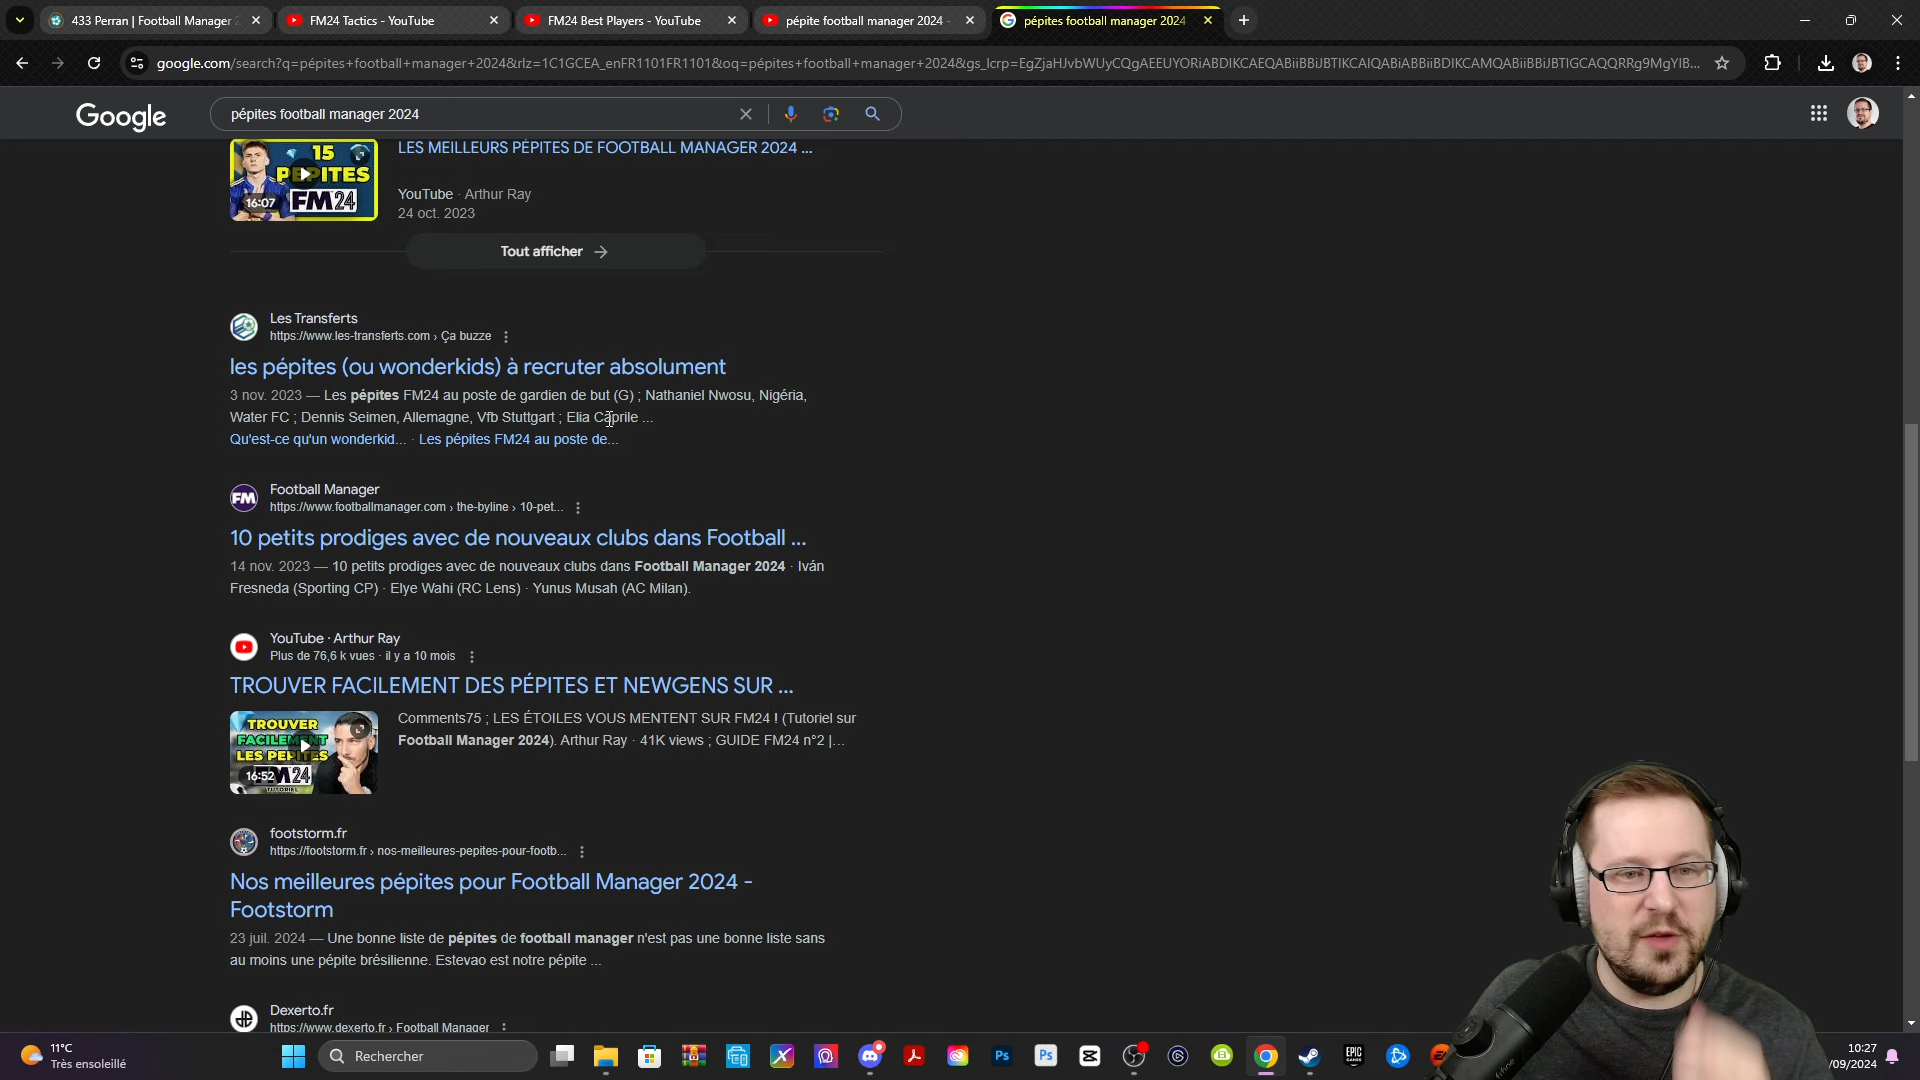 433 Perran | Football Manager 2
FM24 Tactics - YouTube
FM24 Best Players - YouTube
pépite football manager 2024 -
pépites football manager 2024
google.com/search?q=pépites+football+manager+2024&rlz=1C1GCEA_enFR1101FR1101&oq=pépites+football+manager+2024&gs_lcrp=EgZjaHJvbWUyCQgAEEUYORiABDIKCAEQABiiBBiJBTIKCAIQABiABBiiBDIKCAMQABiiBBiJBTIGCAQQRRg9MgYIB...
Google
pépites football manager 2024
15
PÉPITES
FM24
16:07
LES MEILLEURS PÉPITES DE FOOTBALL MANAGER 2024 ...
YouTube · Arthur Ray
24 oct. 2023
Tout afficher
Les Transferts
https://www.les-transferts.com › Ça buzze
les pépites (ou wonderkids) à recruter absolument
3 nov. 2023 — Les pépites FM24 au poste de gardien de but (G) ; Nathaniel Nwosu, Nigéria,
Water FC ; Dennis Seimen, Allemagne, Vfb Stuttgart ; Elia Caprile ...
Qu'est-ce qu'un wonderkid... · Les pépites FM24 au poste de...
FM
Football Manager
https://www.footballmanager.com › the-byline › 10-pet...
10 petits prodiges avec de nouveaux clubs dans Football ...
14 nov. 2023 — 10 petits prodiges avec de nouveaux clubs dans Football Manager 2024 · Iván
Fresneda (Sporting CP) · Elye Wahi (RC Lens) · Yunus Musah (AC Milan).
YouTube · Arthur Ray
Plus de 76,6 k vues · il y a 10 mois
TROUVER FACILEMENT DES PÉPITES ET NEWGENS SUR ...
TROUVER
FACILEMENT
LES PEPITES
FM24
16:52
TUTORIEL
Comments75 ; LES ÉTOILES VOUS MENTENT SUR FM24 ! (Tutoriel sur
Football Manager 2024). Arthur Ray · 41K views ; GUIDE FM24 n°2 |...
footstorm.fr
https://footstorm.fr › nos-meilleures-pepites-pour-footb...
Nos meilleures pépites pour Football Manager 2024 -
Footstorm
23 juil. 2024 — Une bonne liste de pépites de football manager n'est pas une bonne liste sans
au moins une pépite brésilienne. Estevao est notre pépite ...
Dexerto.fr
https://www.dexerto.fr › Football Manager
11°C
Très ensoleillé
Rechercher
Ps
Ps
EPIC
GAMES
10:27
/09/2024